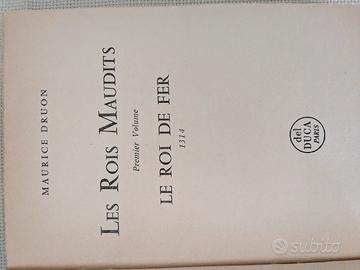 MAURICE DRUON
LES ROIS MAUDITS
Premier Volume
LE ROI DE FER
1314
del
DUCA
PARIS
subito